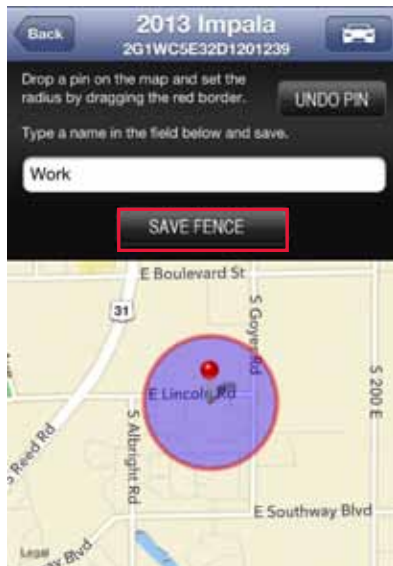 Back
2013 Impala
2G1WC5E32D1201239
Drop a pin on the map and set the
radius by dragging the red border.
UNDO PIN
Type a name in the field below and save.
Work
SAVE FENCE
E Boulevard St
31
S Goyer Rd
E Lincoln Rd
S 200 E
S Albright Rd
S Reed Rd
E Southway Blvd
Legal
Blvd